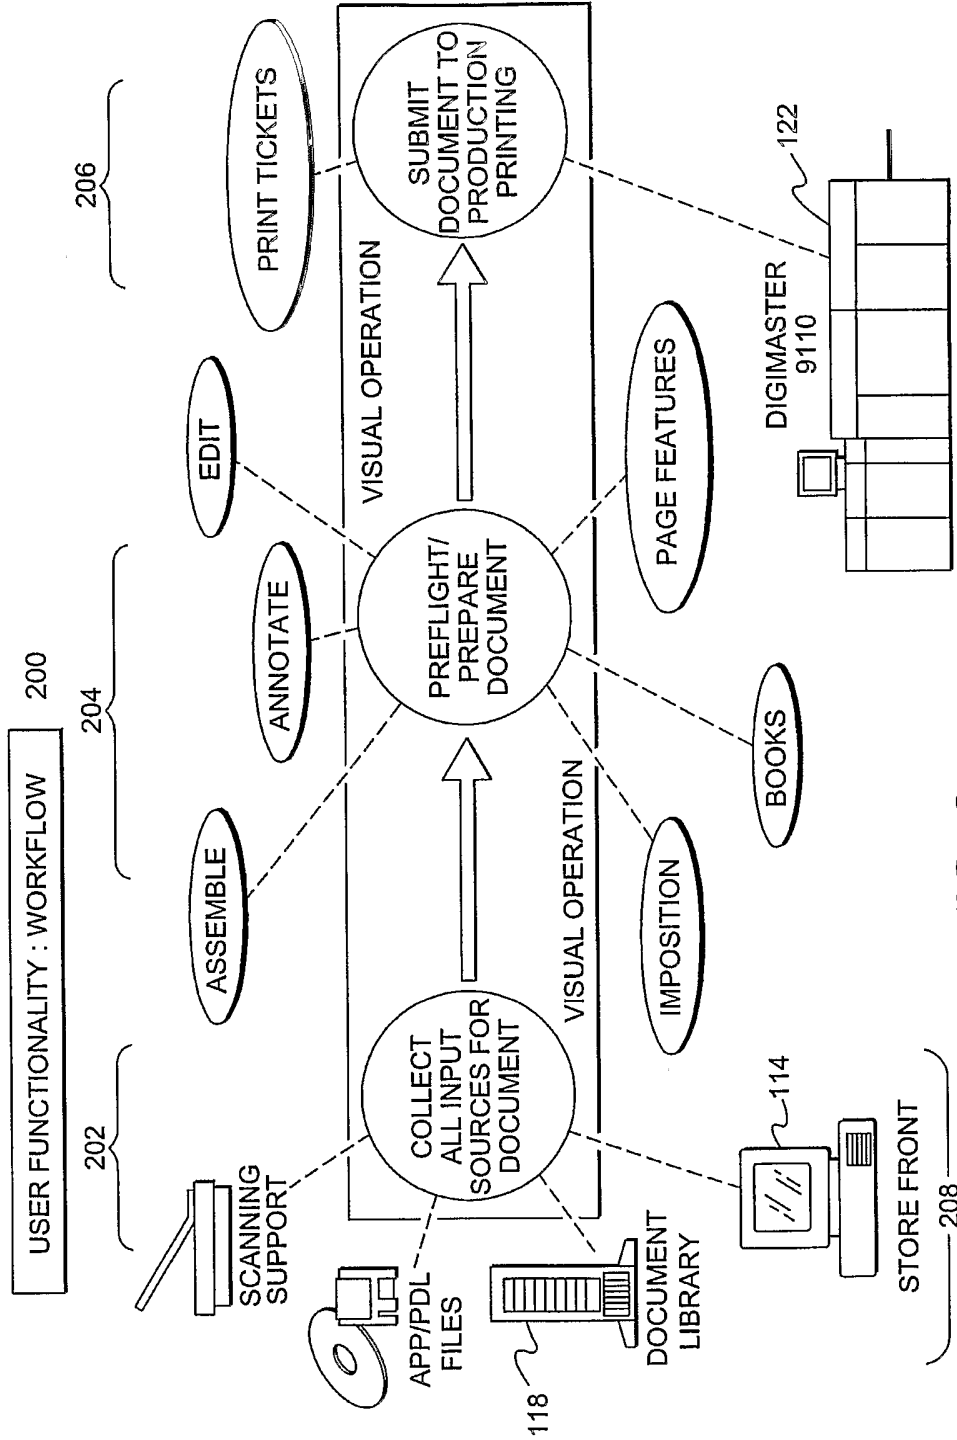 USER FUNCTIONALITY : WORKFLOW
200
202
204
206
SCANNING
SUPPORT
ASSEMBLE
ANNOTATE
EDIT
PRINT TICKETS
APP/PDL
FILES
COLLECT
ALL INPUT
SOURCES FOR
DOCUMENT
VISUAL OPERATION
PREFLIGHT/
PREPARE
DOCUMENT
VISUAL OPERATION
SUBMIT
DOCUMENT TO
PRODUCTION
PRINTING
118
DOCUMENT
LIBRARY
114
STORE FRONT
208
IMPOSITION
BOOKS
PAGE FEATURES
DIGIMASTER
9110
122